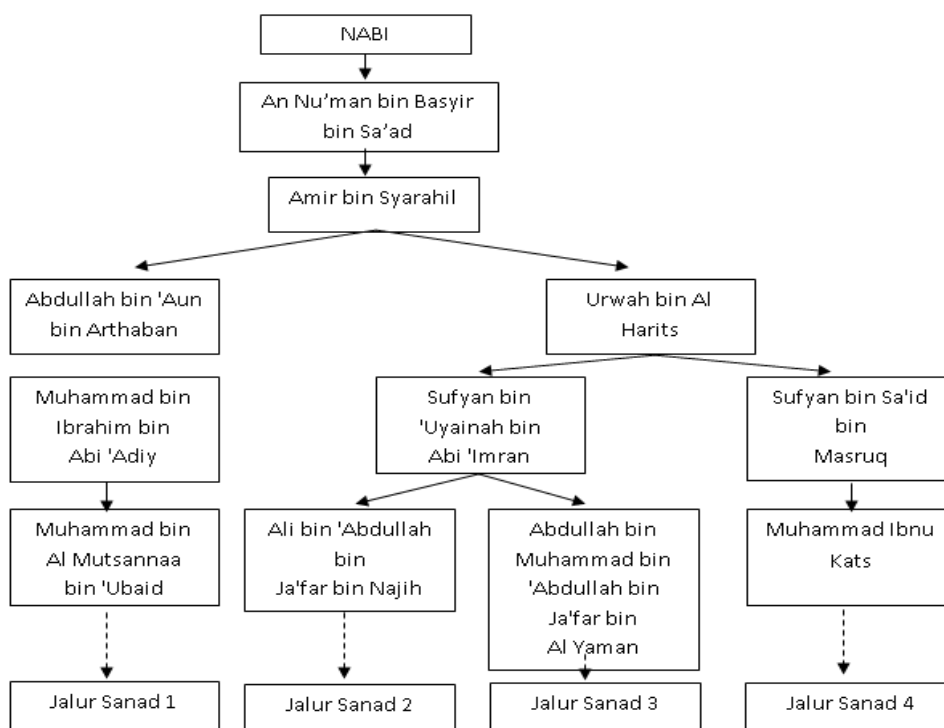 NABI
An Nu’man bin Basyir
bin Sa’ad
Amir bin Syarahil
Abdullah bin 'Aun
bin Arthaban
Urwah bin Al
Harits
Muhammad bin
Ibrahim bin
Abi 'Adiy
Sufyan bin
'Uyainah bin
Abi 'Imran
Sufyan bin Sa'id
bin
Masruq
Muhammad bin
Al Mutsannaa
bin 'Ubaid
Ali bin 'Abdullah
bin
Ja'far bin Najih
Abdullah bin
Muhammad bin
'Abdullah bin
Ja'far bin
Al Yaman
Muhammad Ibnu
Kats
Jalur Sanad 1
Jalur Sanad 2
Jalur Sanad 3
Jalur Sanad 4